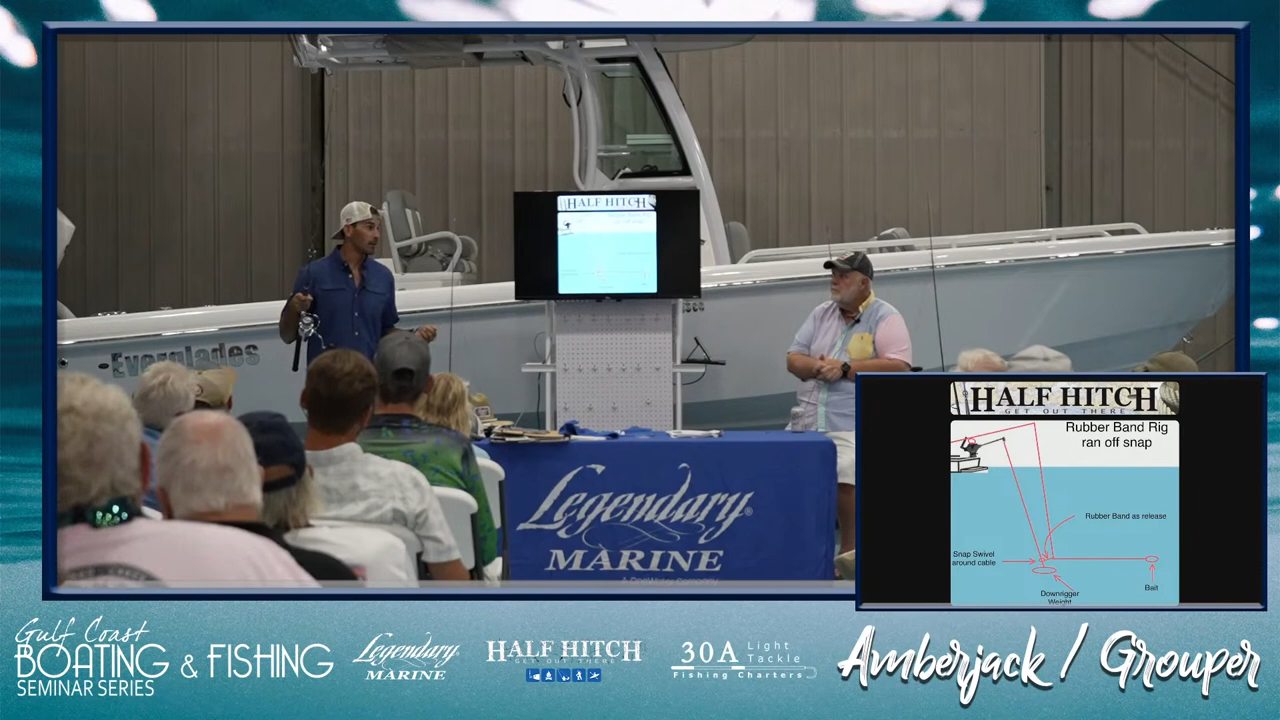 HALF HITCH
Everglades
Legendary®
MARINE
HALF HITCH
GET OUT THERE
Rubber Band Rig
ran off snap
Rubber Band as release
Snap Swivel
around cable
Downrigger
Weight
Bait
Gulf Coast
BOATING & FISHING
SEMINAR SERIES
Legendary
MARINE
HALF HITCH
GET OUT THERE
30A Light
Tackle
Fishing Charters
Amberjack / Grouper